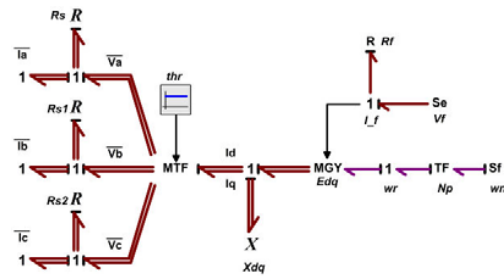 Rs R
Ia
1 1
Va
thr
R Rf
1 Se
I_f Vf
Rs1 R
Ib
1 1
Vb
MTF
Id
Iq
1
MGY
Edq
1
wr
TF
Np
Sf
Rs2 R
Ic
1 1
Vc
X
Xdq